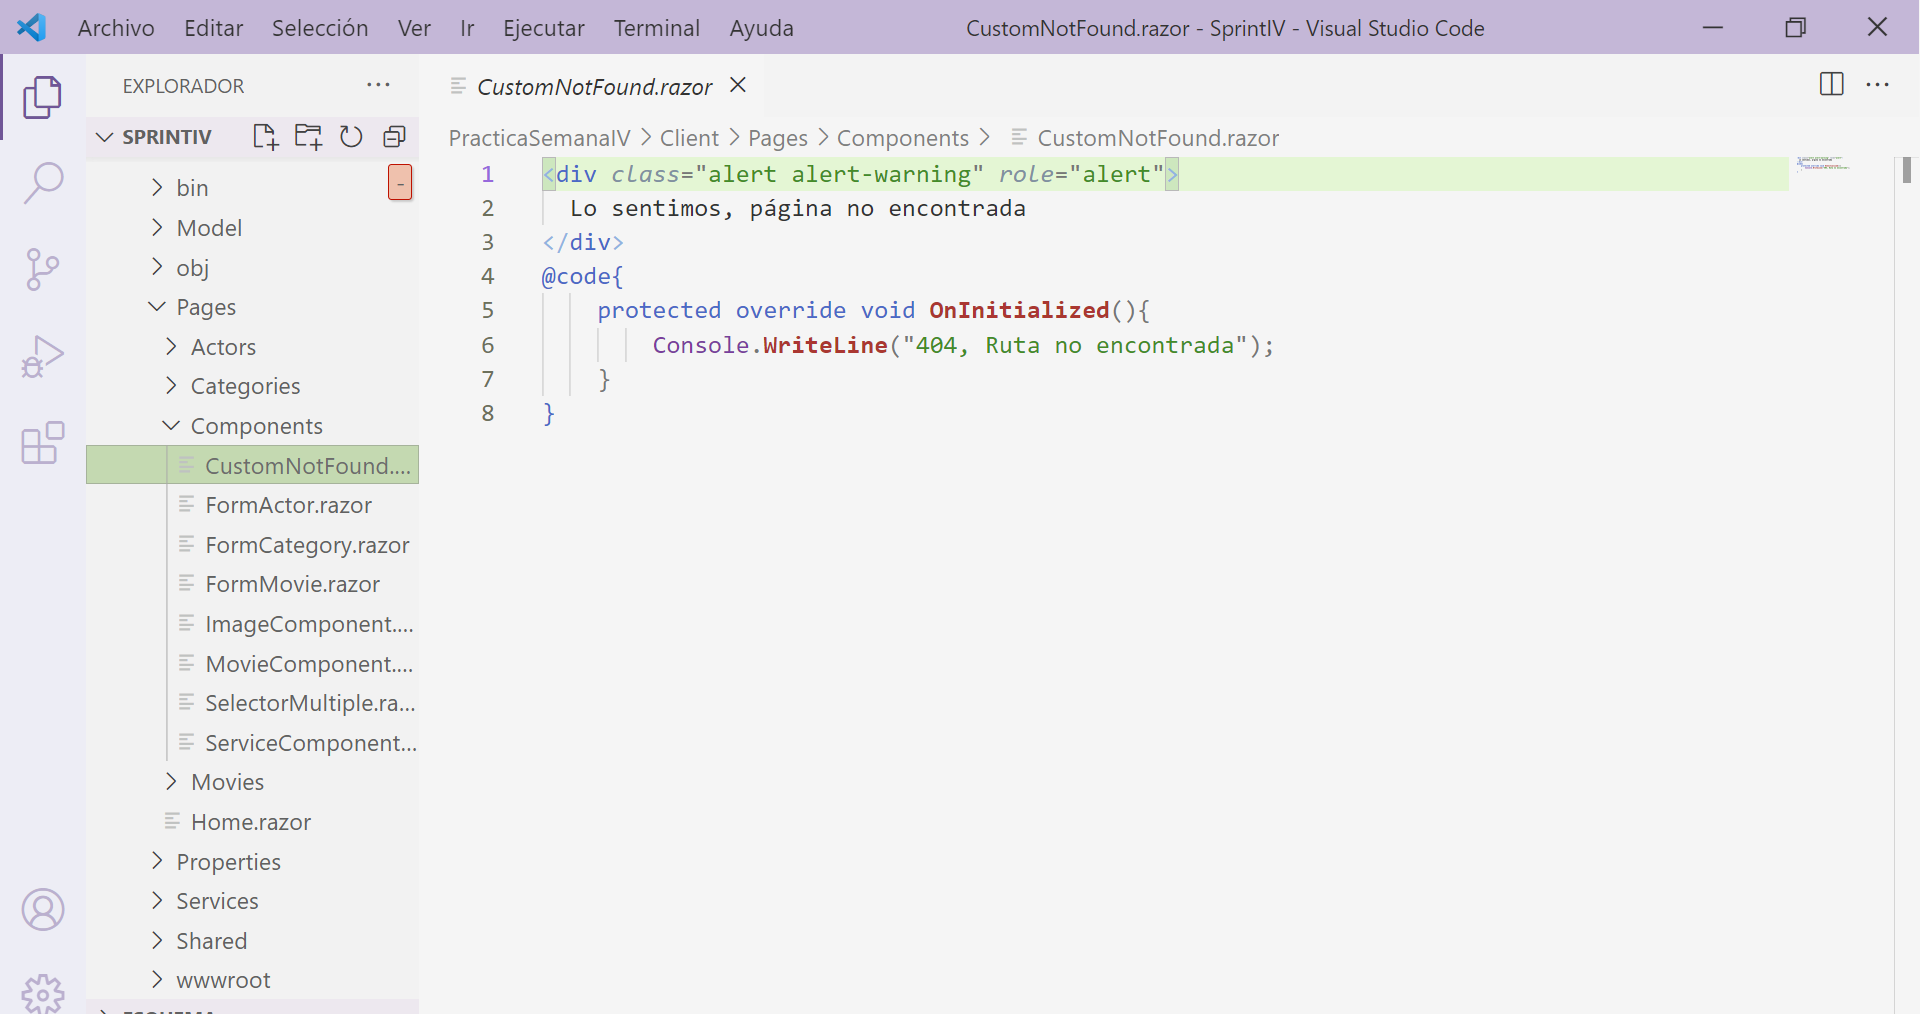 Archivo Editar Selección Ver Ir Ejecutar Terminal Ayuda CustomNotFound.razor - SprintIV - Visual Studio Code
EXPLORADOR ···
SPRINTIV
bin
-
Model
obj
Pages
Actors
Categories
Components
CustomNotFound....
FormActor.razor
FormCategory.razor
FormMovie.razor
ImageComponent....
MovieComponent....
SelectorMultiple.ra...
ServiceComponent...
Movies
Home.razor
Properties
Services
Shared
wwwroot
ESQUEMA
CustomNotFound.razor
PracticaSemanaIV > Client > Pages > Components > CustomNotFound.razor
1 <div class="alert alert-warning" role="alert">
2 Lo sentimos, página no encontrada
3 </div>
4 @code{
5 protected override void OnInitialized(){
6 Console.WriteLine("404, Ruta no encontrada");
7 }
8 }